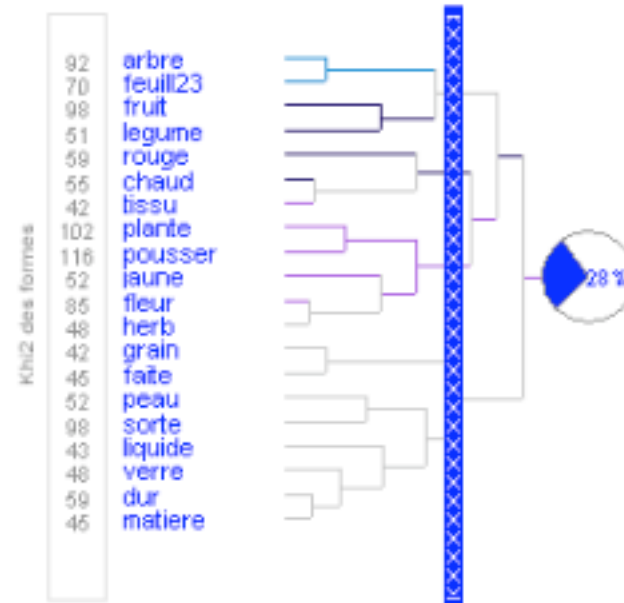 92 arbre
70 feuill23
98 fruit
51 legume
59 rouge
55 chaud
42 tissu
102 plante
116 pousser
52 jaune
85 fleur
48 herb
42 grain
45 faite
52 peau
98 sorte
43 liquide
48 verre
59 dur
45 matiere
Khi2 des formes
28 %